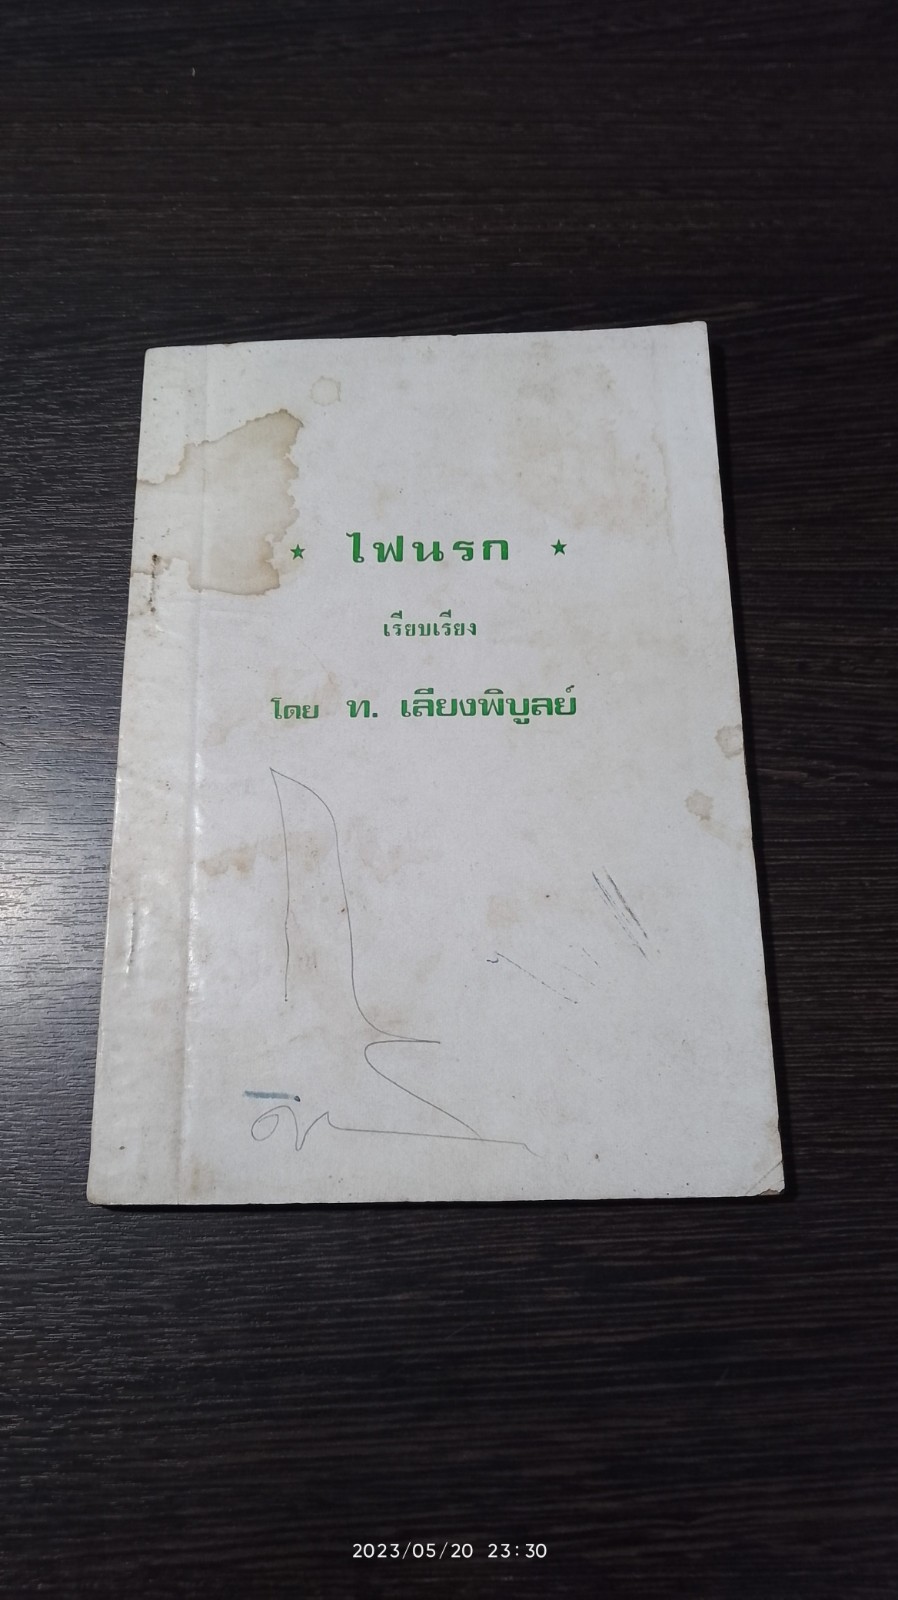 ★ ไฟนรก ★
เรียบเรียง
โดย ท. เลียงพิบูลย์
2023/05/20 23:30